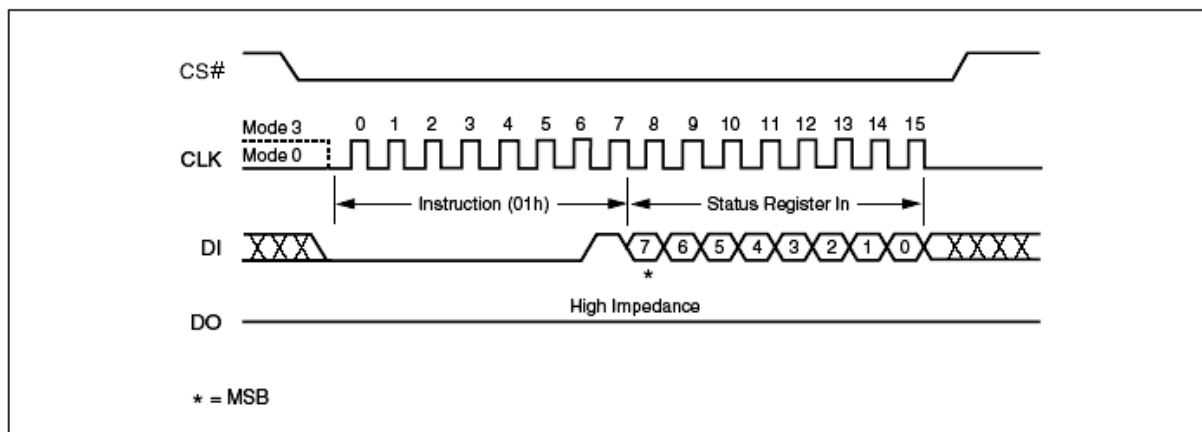 CS#
Mode 3
0 1 2 3 4 5 6 7 8 9 10 11 12 13 14 15
CLK
Mode 0
Instruction (01h)
Status Register In
DI
7 6 5 4 3 2 1 0
*
High Impedance
DO
* = MSB